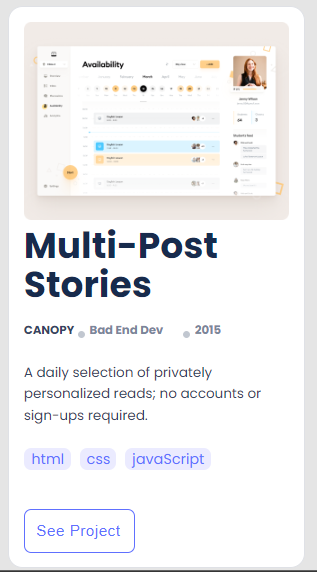 Availability
March
Multi-Post
Stories
CANOPY Bad End Dev 2015
A daily selection of privately
personalized reads; no accounts or
sign-ups required.
html css javaScript
See Project